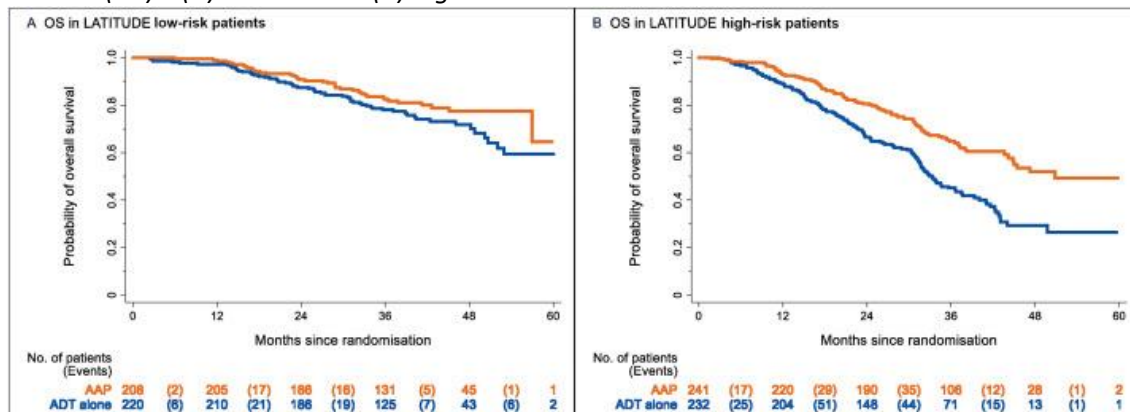 A OS in LATITUDE low-risk patients
Probability of overall survival
1.0
0.8
0.6
0.4
0.2
0
0 12 24 36 48 60
Months since randomisation
No. of patients
(Events)
AAP 208 (2) 205 (17) 186 (16) 131 (5) 45 (1) 1
ADT alone 220 (6) 210 (21) 186 (19) 125 (7) 43 (6) 2
B OS in LATITUDE high-risk patients
Probability of overall survival
1.0
0.8
0.6
0.4
0.2
0
0 12 24 36 48 60
Months since randomisation
No. of patients
(Events)
AAP 241 (17) 220 (29) 190 (35) 106 (12) 28 (1) 2
ADT alone 232 (25) 204 (51) 148 (44) 71 (15) 13 (1) 1